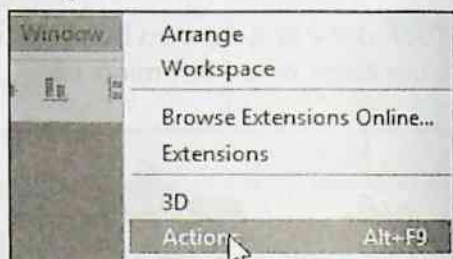 Window
Arrange
Workspace
Browse Extensions Online...
Extensions
3D
Actions Alt+F9